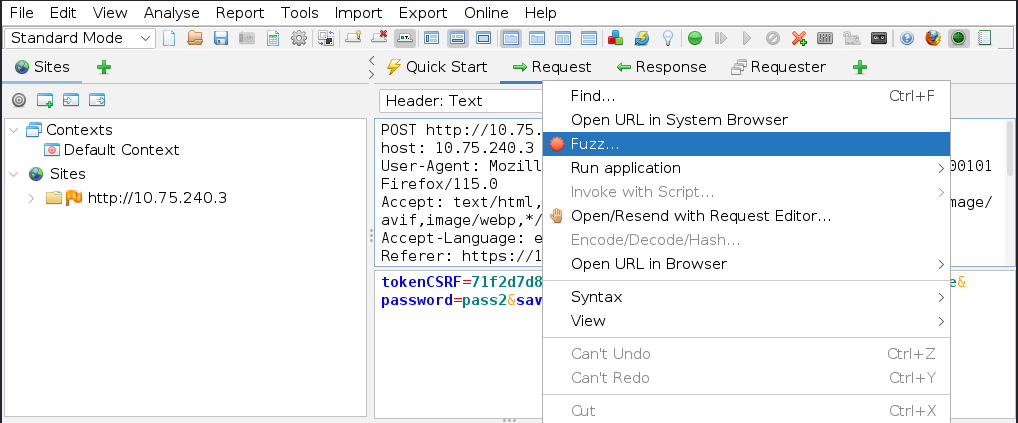 File Edit View Analyse Report Tools Import Export Online Help
Standard Mode
Sites
Quick Start Request Response Requester
Header: Text
Contexts
Default Context
Sites
http://10.75.240.3
POST http://10.75.
host: 10.75.240.3
User-Agent: Mozill 00101
Firefox/115.0
Accept: text/html, mage/
avif,image/webp,*/
Accept-Language: e
Referer: https://1
tokenCSRF=71f2d7d8 e&
password=pass2&sav
Find... Ctrl+F
Open URL in System Browser
Fuzz...
Run application
Invoke with Script...
Open/Resend with Request Editor...
Encode/Decode/Hash...
Open URL in Browser
Syntax
View
Can't Undo Ctrl+Z
Can't Redo Ctrl+Y
Cut Ctrl+X